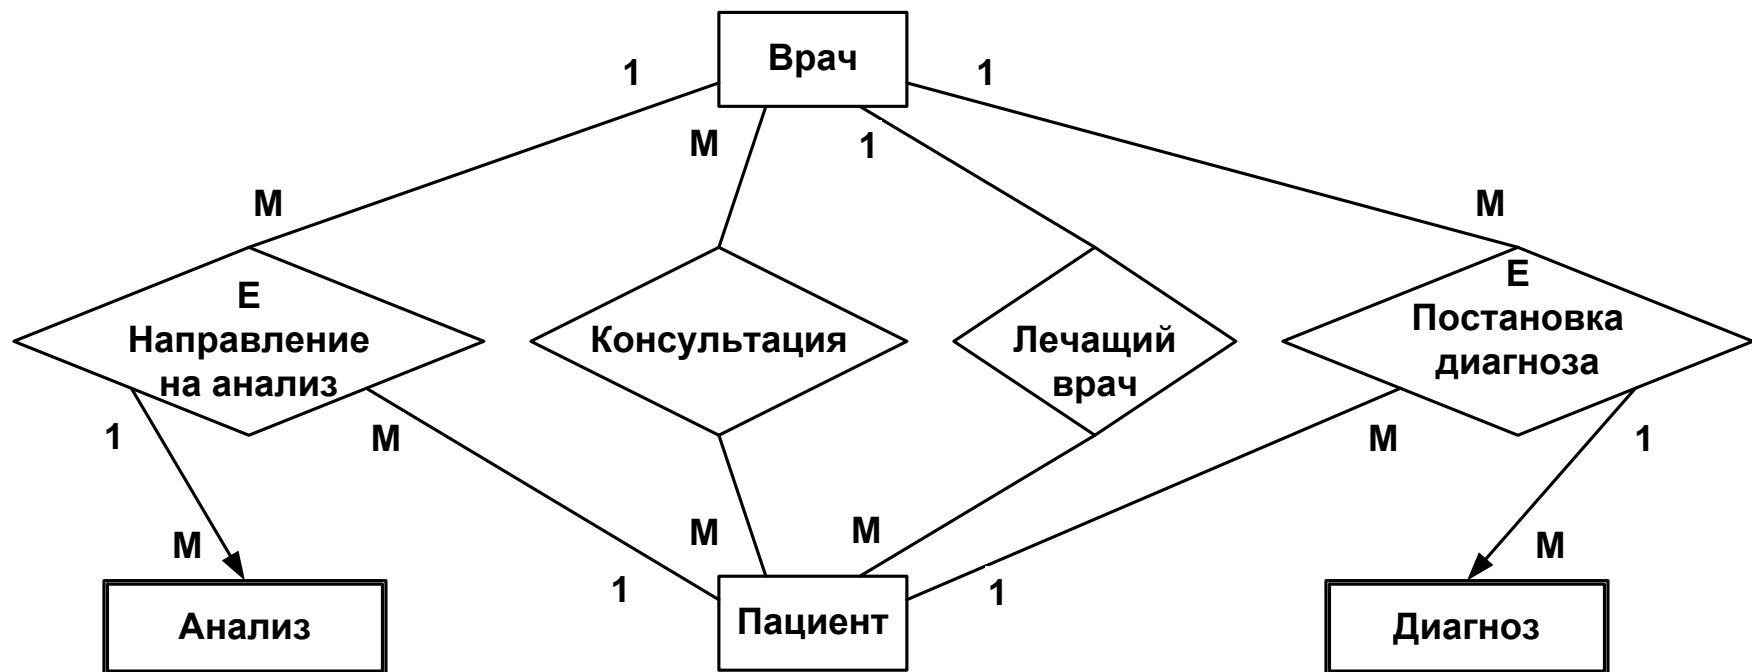 Врач
1
1
М
1
М
М
Е
Направление
на анализ
Консультация
Лечащий
врач
Е
Постановка
диагноза
1
М
М
1
М
М
М
М
1
1
Анализ
Пациент
Диагноз